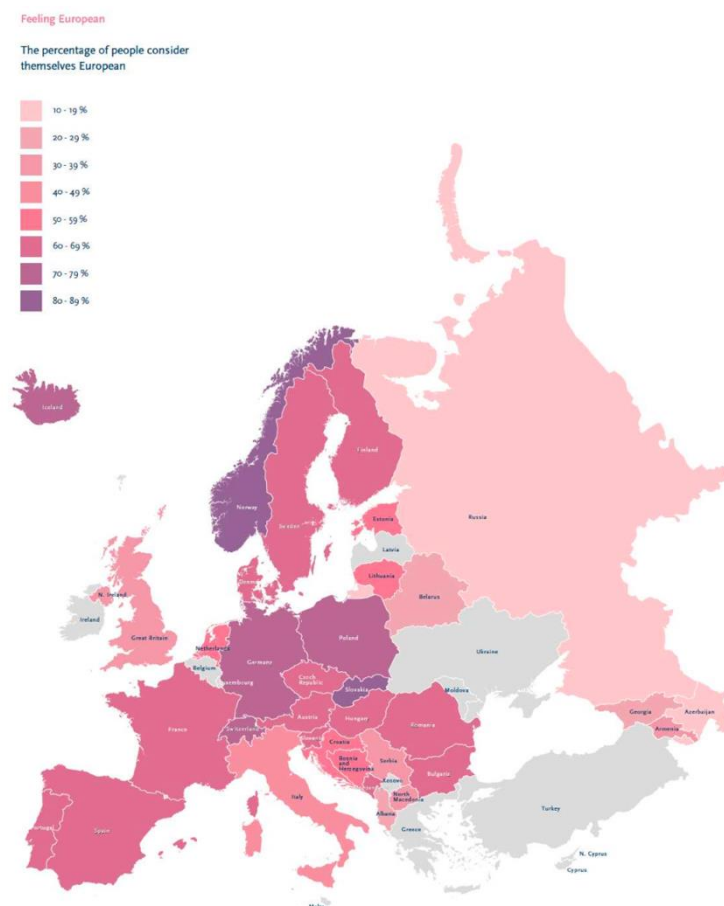 Feeling European
The percentage of people consider
themselves European
10 - 19 %
20 - 29 %
30 - 39 %
40 - 49 %
50 - 59 %
60 - 69 %
70 - 79 %
80 - 89 %
Iceland
Norway
Sweden
Finland
Russia
Estonia
Latvia
Lithuania
Belarus
N. Ireland
Ireland
Great Britain
Netherlands
Belgium
Germany
Poland
Ukraine
Czech
Republic
Slovakia
Moldova
France
Switzerland
Austria
Hungary
Romania
Georgia
Azerbaijan
Armenia
Croatia
Bosnia
and
Herzegovina
Serbia
Bulgaria
Kosovo
North
Macedonia
Italy
Albania
Greece
Turkey
Spain
N. Cyprus
Cyprus